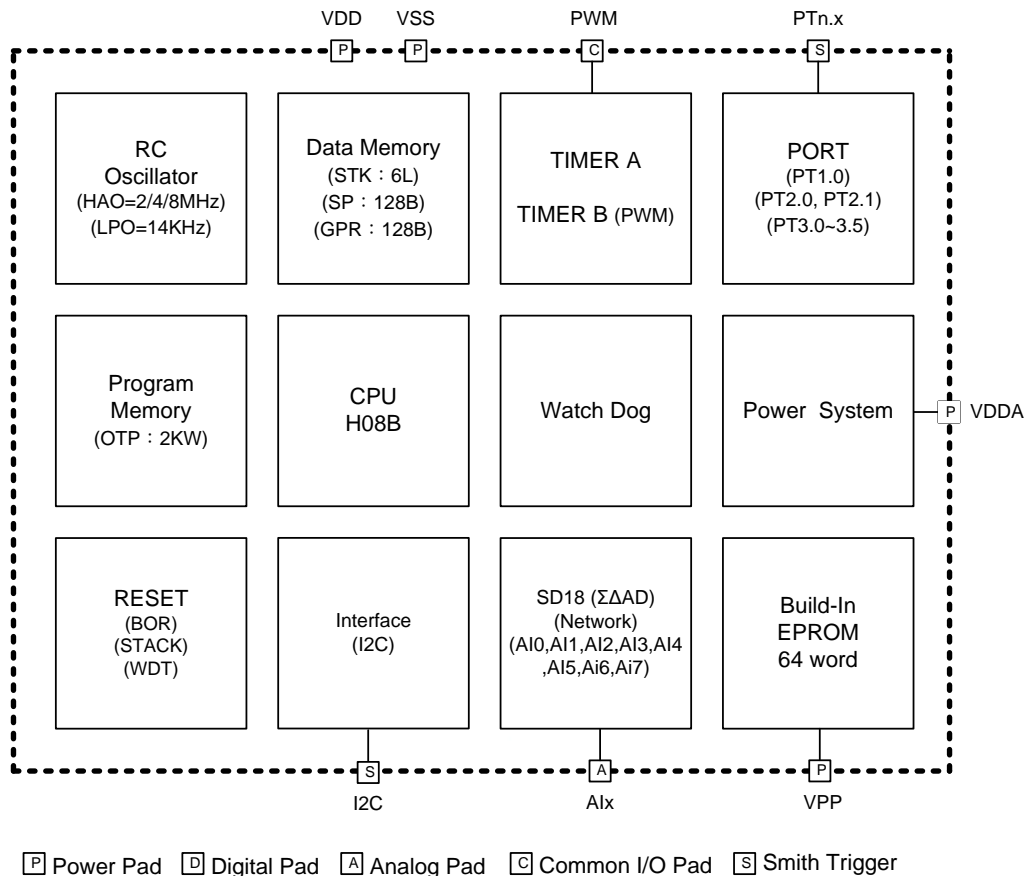 VDD VSS PWM PTn.x
P P C S
RC
Oscillator
(HAO=2/4/8MHz)
(LPO=14KHz)
Data Memory
(STK：6L)
(SP：128B)
(GPR：128B)
TIMER A
TIMER B (PWM)
PORT
(PT1.0)
(PT2.0, PT2.1)
(PT3.0~3.5)
Program
Memory
(OTP：2KW)
CPU
H08B
Watch Dog
Power System
P VDDA
RESET
(BOR)
(STACK)
(WDT)
Interface
(I2C)
SD18 (ΣΔAD)
(Network)
(AI0,AI1,AI2,AI3,AI4
,AI5,Ai6,Ai7)
Build-In
EPROM
64 word
S A P
I2C AIx VPP
P Power Pad D Digital Pad A Analog Pad C Common I/O Pad S Smith Trigger